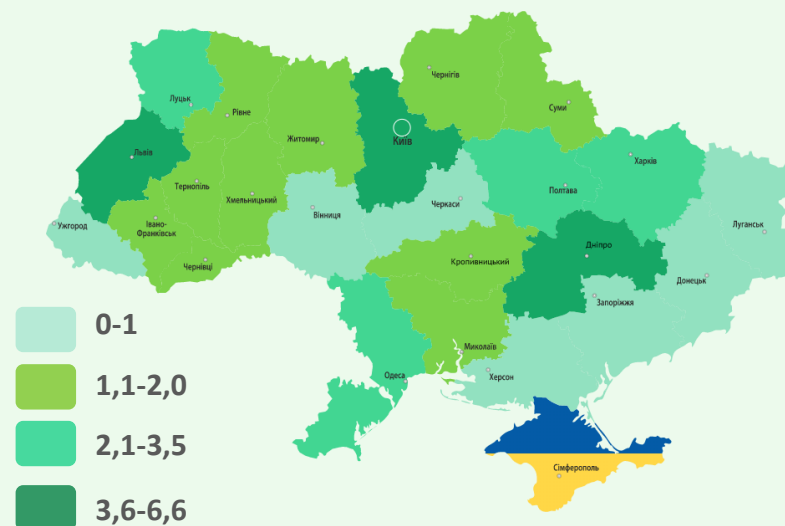 Чернігів
Луцьк
Суми
Рівне
Київ
Житомир
Львів
Харків
Тернопіль
Полтава
Хмельницький
Черкаси
Вінниця
Ужгород
Івано-
Франківськ
Луганськ
Дніпро
Чернівці
Кропивницький
Донецьк
Запоріжжя
0-1
Миколаїв
Одеса
Херсон
1,1-2,0
2,1-3,5
Сімферополь
3,6-6,6